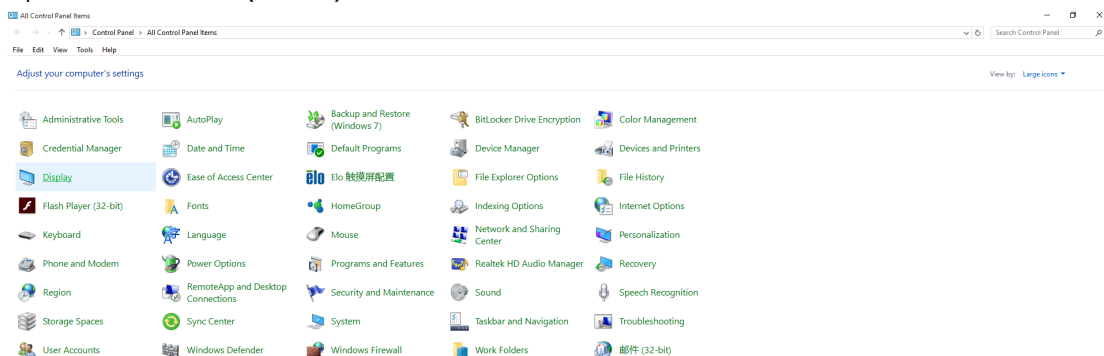 All Control Panel Items
Control Panel > All Control Panel Items
Search Control Panel
File Edit View Tools Help
Adjust your computer's settings
View by: Large icons
Administrative Tools
AutoPlay
Backup and Restore
(Windows 7)
BitLocker Drive Encryption
Color Management
Credential Manager
Date and Time
Default Programs
Device Manager
Devices and Printers
Display
Ease of Access Center
elo
Elo 触摸屏配置
File Explorer Options
File History
Flash Player (32-bit)
Fonts
HomeGroup
Indexing Options
Internet Options
Keyboard
Language
Mouse
Network and Sharing
Center
Personalization
Phone and Modem
Power Options
Programs and Features
Realtek HD Audio Manager
Recovery
Region
RemoteApp and Desktop
Connections
Security and Maintenance
Sound
Speech Recognition
Storage Spaces
Sync Center
System
Taskbar and Navigation
Troubleshooting
User Accounts
Windows Defender
Windows Firewall
Work Folders
邮件 (32-bit)